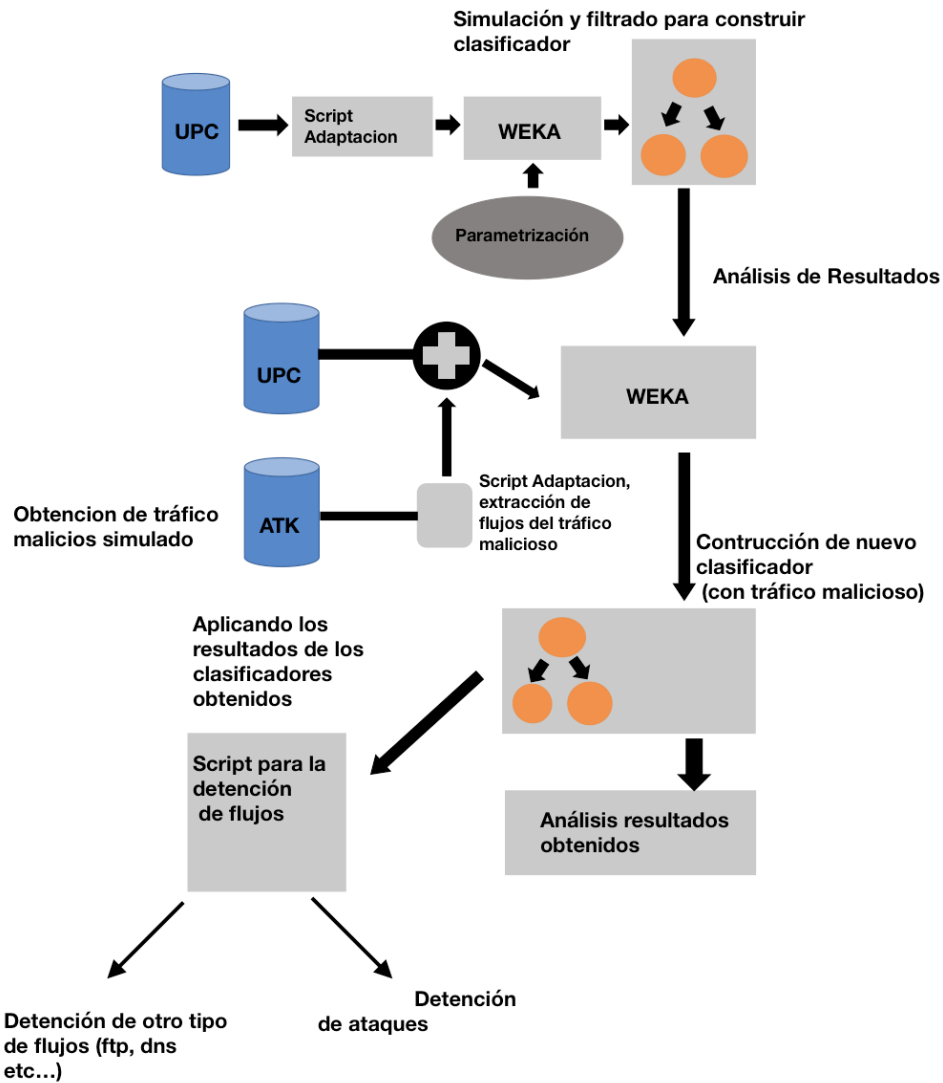 Simulación y filtrado para construir
clasificador
UPC
Script
Adaptacion
WEKA
Parametrización
Análisis de Resultados
UPC
WEKA
Obtencion de tráfico
malicios simulado
ATK
Script Adaptacion,
extracción de
flujos del tráfico
malicioso
Contrucción de nuevo
clasificador
(con tráfico malicioso)
Aplicando los
resultados de los
clasificadores
obtenidos
Script para la
detención
de flujos
Análisis resultados
obtenidos
Detención de otro tipo
de flujos (ftp, dns
etc…)
Detención
de ataques